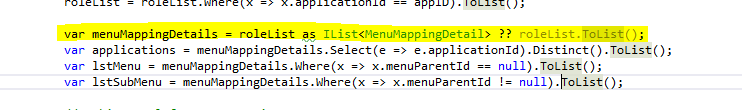 roleList = roleList.Where(x => x.applicationId == appID).ToList();
var menuMappingDetails = roleList as IList<MenuMappingDetail> ?? roleList.ToList();
var applications = menuMappingDetails.Select(e => e.applicationId).Distinct().ToList();
var lstMenu = menuMappingDetails.Where(x => x.menuParentId == null).ToList();
var lstSubMenu = menuMappingDetails.Where(x => x.menuParentId != null).ToList();